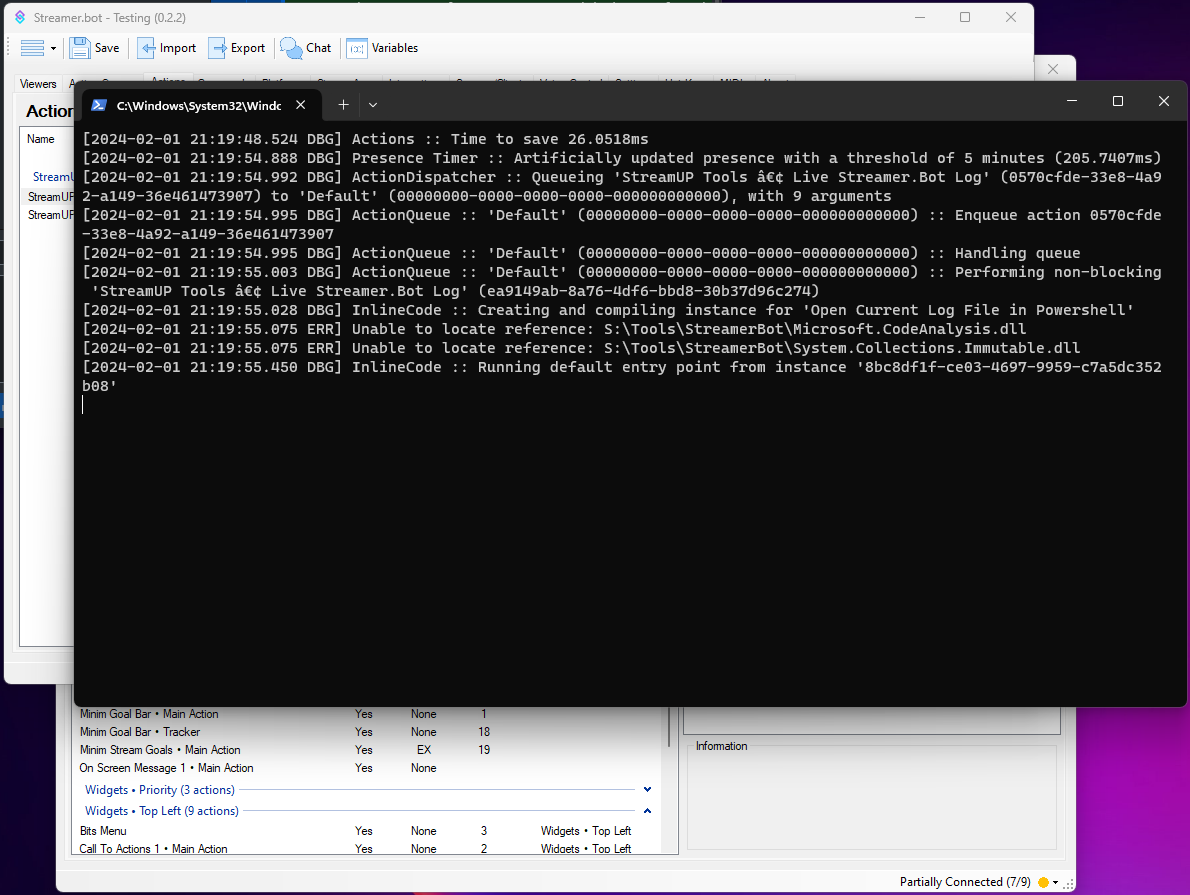 Streamer.bot - Testing (0.2.2)
Save
Import
Export
Chat
Variables
Viewers
Actions
Action
Name
C:\Windows\System32\Windc
StreamU
StreamUP
StreamUP
[2024-02-01 21:19:48.524 DBG] Actions :: Time to save 26.0518ms
[2024-02-01 21:19:54.888 DBG] Presence Timer :: Artificially updated presence with a threshold of 5 minutes (205.7407ms)
[2024-02-01 21:19:54.992 DBG] ActionDispatcher :: Queueing 'StreamUP Tools â€¢ Live Streamer.Bot Log' (0570cfde-33e8-4a9
2-a149-36e461473907) to 'Default' (00000000-0000-0000-0000-000000000000), with 9 arguments
[2024-02-01 21:19:54.995 DBG] ActionQueue :: 'Default' (00000000-0000-0000-0000-000000000000) :: Enqueue action 0570cfde
-33e8-4a92-a149-36e461473907
[2024-02-01 21:19:54.995 DBG] ActionQueue :: 'Default' (00000000-0000-0000-0000-000000000000) :: Handling queue
[2024-02-01 21:19:55.003 DBG] ActionQueue :: 'Default' (00000000-0000-0000-0000-000000000000) :: Performing non-blocking
'StreamUP Tools â€¢ Live Streamer.Bot Log' (ea9149ab-8a76-4df6-bbd8-30b37d96c274)
[2024-02-01 21:19:55.028 DBG] InlineCode :: Creating and compiling instance for 'Open Current Log File in Powershell'
[2024-02-01 21:19:55.075 ERR] Unable to locate reference: S:\Tools\StreamerBot\Microsoft.CodeAnalysis.dll
[2024-02-01 21:19:55.075 ERR] Unable to locate reference: S:\Tools\StreamerBot\System.Collections.Immutable.dll
[2024-02-01 21:19:55.450 DBG] InlineCode :: Running default entry point from instance '8bc8df1f-ce03-4697-9959-c7a5dc352
b08'
Minim Goal Bar • Main Action Yes None 1
Minim Goal Bar • Tracker Yes None 18
Minim Stream Goals • Main Action Yes EX 19
On Screen Message 1 • Main Action Yes None
Widgets • Priority (3 actions)
Widgets • Top Left (9 actions)
Bits Menu Yes None 3 Widgets • Top Left
Call To Actions 1 • Main Action Yes None 2 Widgets • Top Left
Information
Partially Connected (7/9)